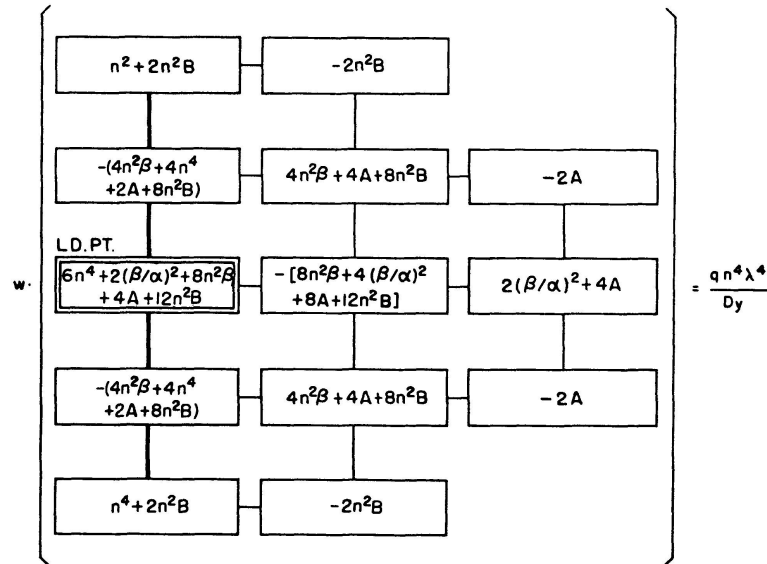 n² + 2n²B
-2n²B
-(4n²β+4n⁴
+2A+8n²B)
4n²β+4A+8n²B
-2A
L.D. PT.
w·
6n⁴+2(β/α)²+8n²β
+4A+12n²B
-[8n²β+4(β/α)²
+8A+12n²B]
2(β/α)²+4A
= qn⁴λ⁴
Dy
-(4n²β+4n⁴
+2A+8n²B)
4n²β+4A+8n²B
-2A
n⁴+2n²B
-2n²B